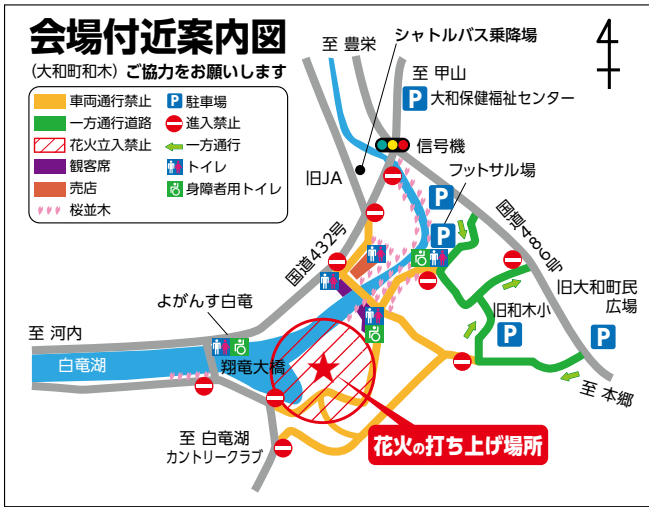 会場付近案内図
(大和町和木) ご協力をお願いします
車両通行禁止
P 駐車場
一方通行道路
進入禁止
花火立入禁止
一方通行
観客席
トイレ
売店
身障者用トイレ
桜並木
至 豊栄
シャトルバス乗降場
至 甲山
P 大和保健福祉センター
信号機
旧JA
フットサル場
P
P
国道432号
国道486号
よがんす白竜
旧大和町民
広場
旧和木小
P
P
至 河内
白竜湖
翔竜大橋
至 本郷
至 白竜湖
カントリークラブ
花火の打ち上げ場所